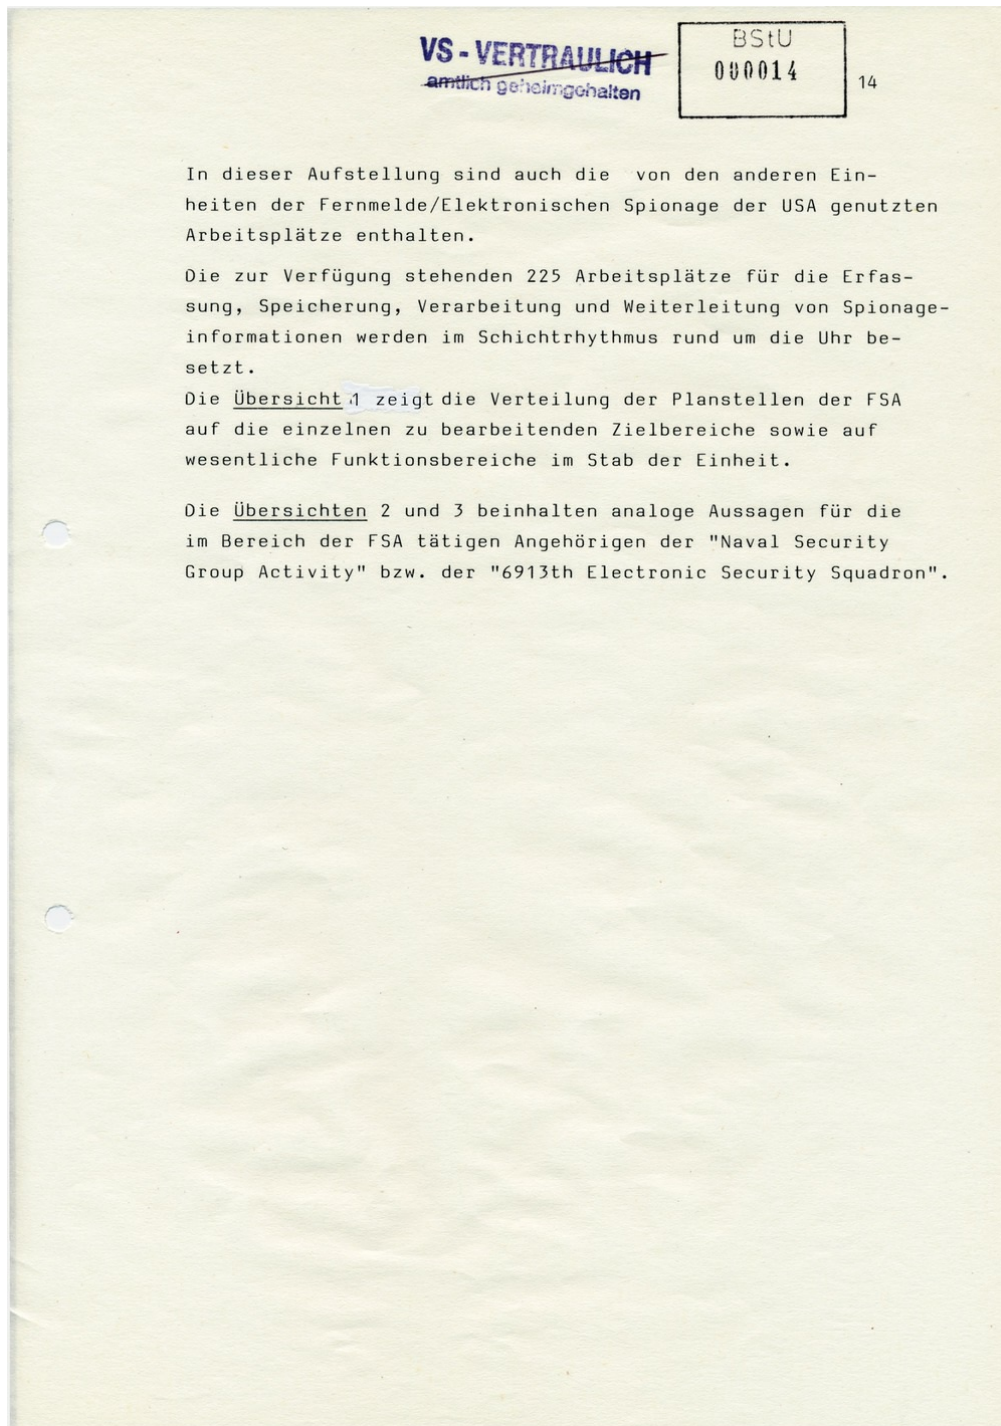 VS-VERTRAULICH
amtlich geheimgehalten
BStU
000014
14
In dieser Aufstellung sind auch die von den anderen Ein-
heiten der Fernmelde/Elektronischen Spionage der USA genutzten
Arbeitsplätze enthalten.
Die zur Verfügung stehenden 225 Arbeitsplätze für die Erfas-
sung, Speicherung, Verarbeitung und Weiterleitung von Spionage-
informationen werden im Schichtrhythmus rund um die Uhr be-
setzt.
Die Übersicht 1 zeigt die Verteilung der Planstellen der FSA
auf die einzelnen zu bearbeitenden Zielbereiche sowie auf
wesentliche Funktionsbereiche im Stab der Einheit.
Die Übersichten 2 und 3 beinhalten analoge Aussagen für die
im Bereich der FSA tätigen Angehörigen der "Naval Security
Group Activity" bzw. der "6913th Electronic Security Squadron".